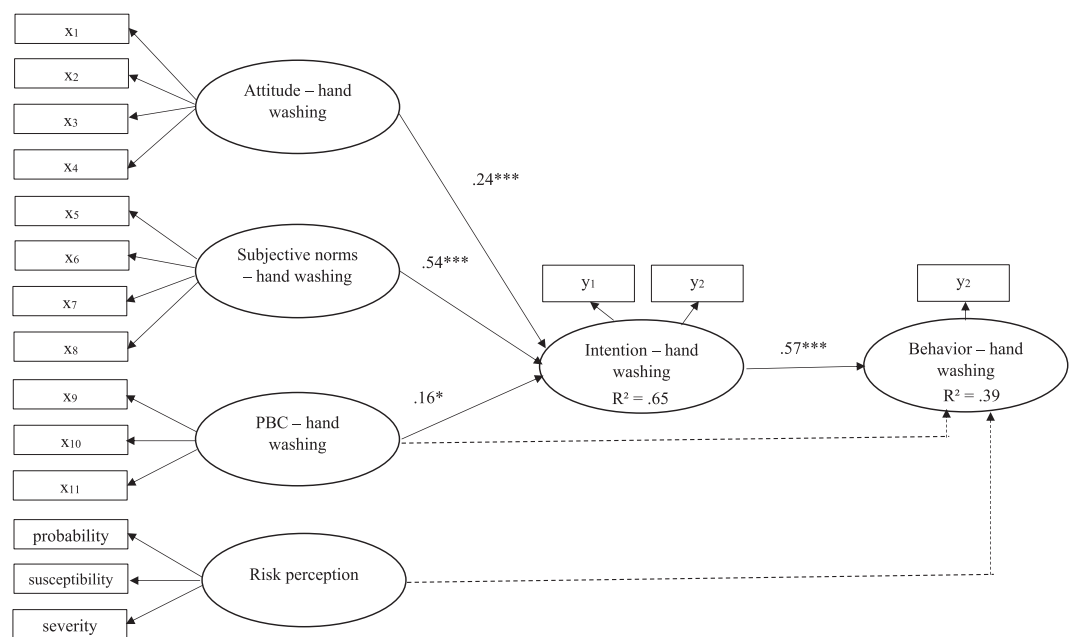 x1
x2
x3
x4
Attitude – hand
washing
.24***
x5
x6
x7
x8
Subjective norms
– hand washing
.54***
y1
y2
Intention – hand
washing
R² = .65
.57***
y2
Behavior – hand
washing
R² = .39
x9
x10
x11
PBC – hand
washing
.16*
probability
susceptibility
severity
Risk perception